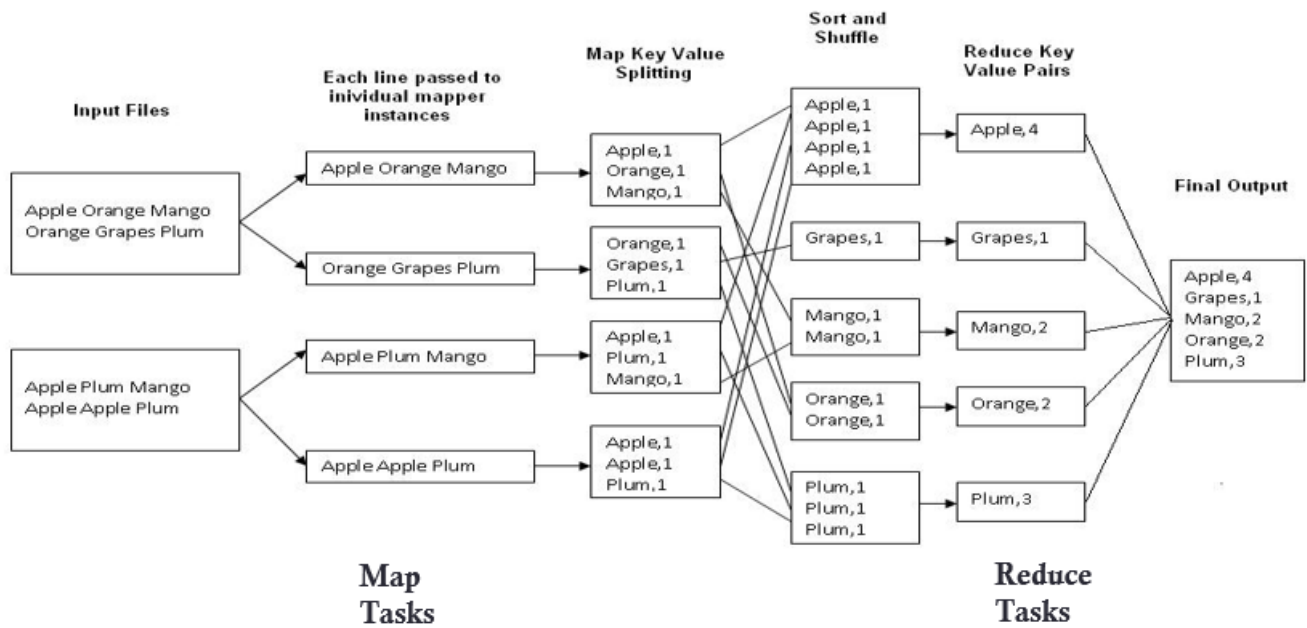 Input Files
Each line passed to
inividual mapper
instances
Map Key Value
Splitting
Sort and
Shuffle
Reduce Key
Value Pairs
Final Output
Apple Orange Mango
Orange Grapes Plum
Apple Plum Mango
Apple Apple Plum
Apple Orange Mango
Orange Grapes Plum
Apple Plum Mango
Apple Apple Plum
Apple,1
Orange,1
Mango,1
Orange,1
Grapes,1
Plum,1
Apple,1
Plum,1
Mango,1
Apple,1
Apple,1
Plum,1
Apple,1
Apple,1
Apple,1
Apple,1
Grapes,1
Mango,1
Mango,1
Orange,1
Orange,1
Plum,1
Plum,1
Plum,1
Apple,4
Grapes,1
Mango,2
Orange,2
Plum,3
Apple,4
Grapes,1
Mango,2
Orange,2
Plum,3
Map
Tasks
Reduce
Tasks